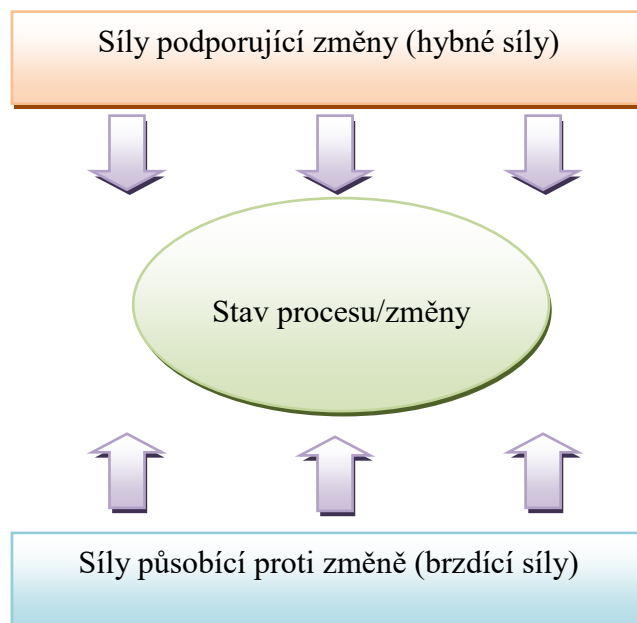 Síly podporující změny (hybné síly)
Stav procesu/změny
Síly působící proti změně (brzdící síly)